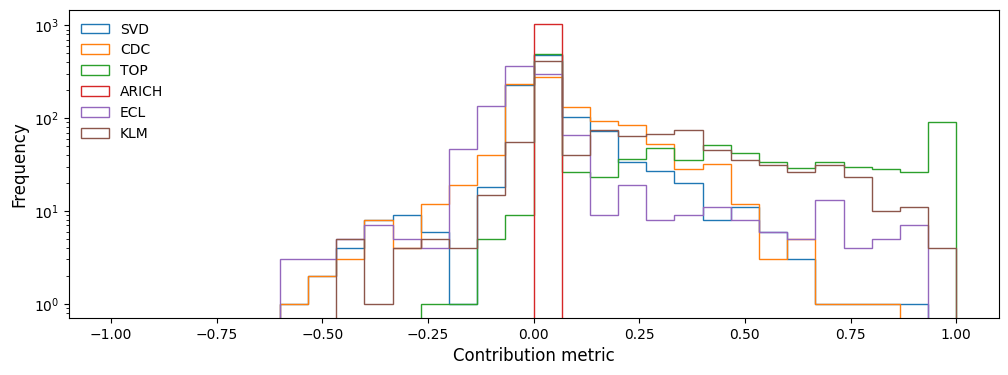 SVD
CDC
TOP
ARICH
ECL
KLM
Frequency
10³
10²
10¹
10⁰
−1.00 −0.75 −0.50 −0.25 0.00 0.25 0.50 0.75 1.00
Contribution metric